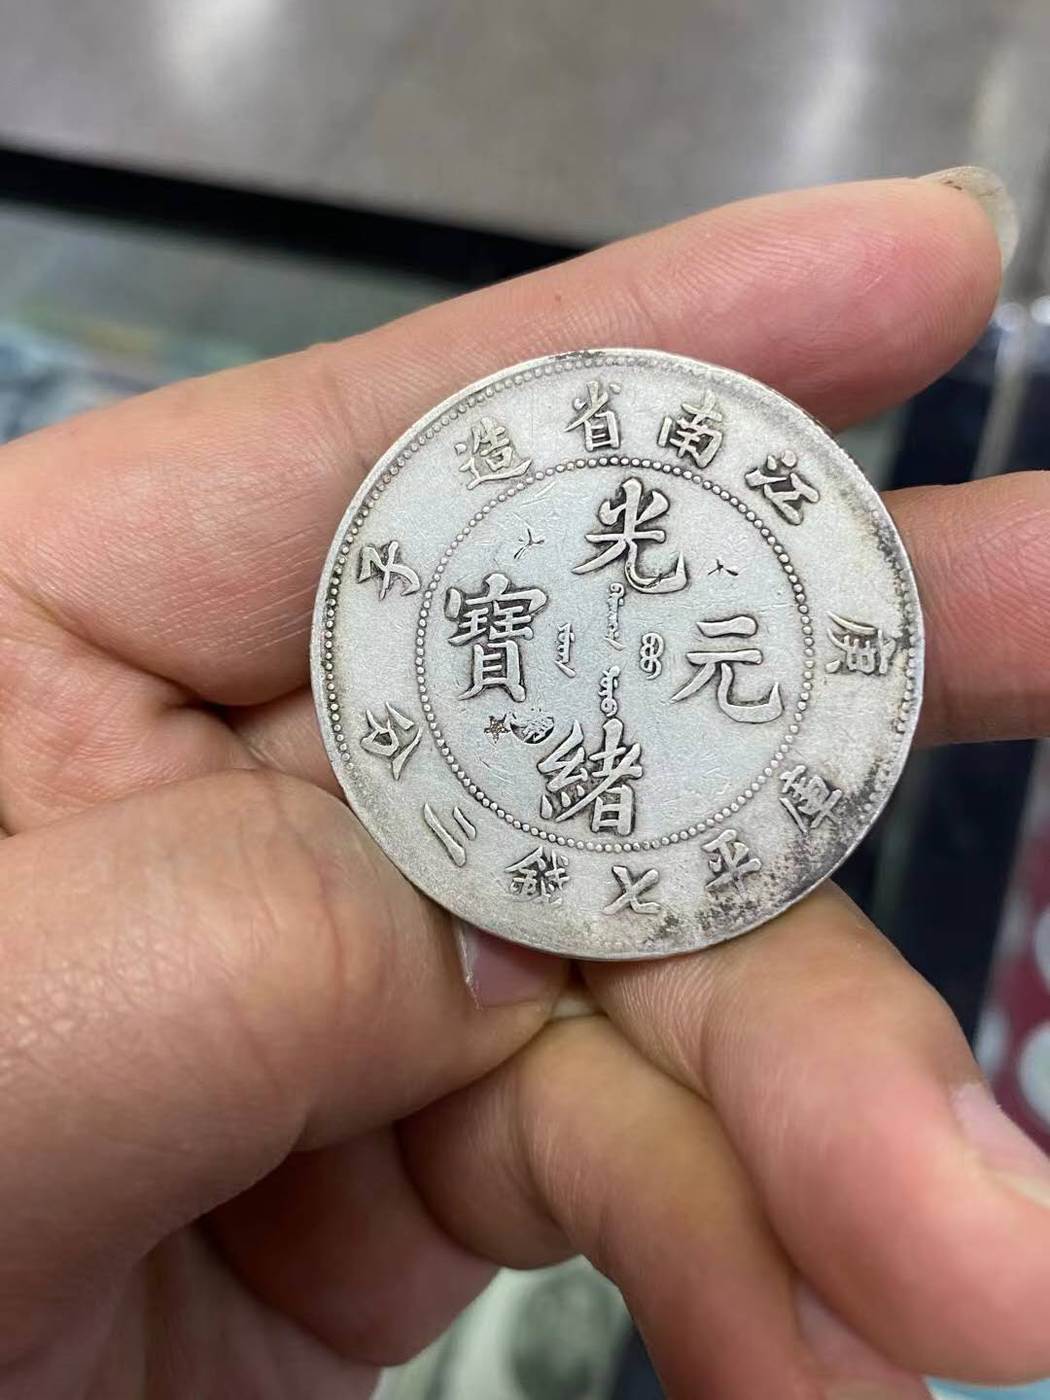 江南省造
庚子
光緒元寶
庫平七錢二分